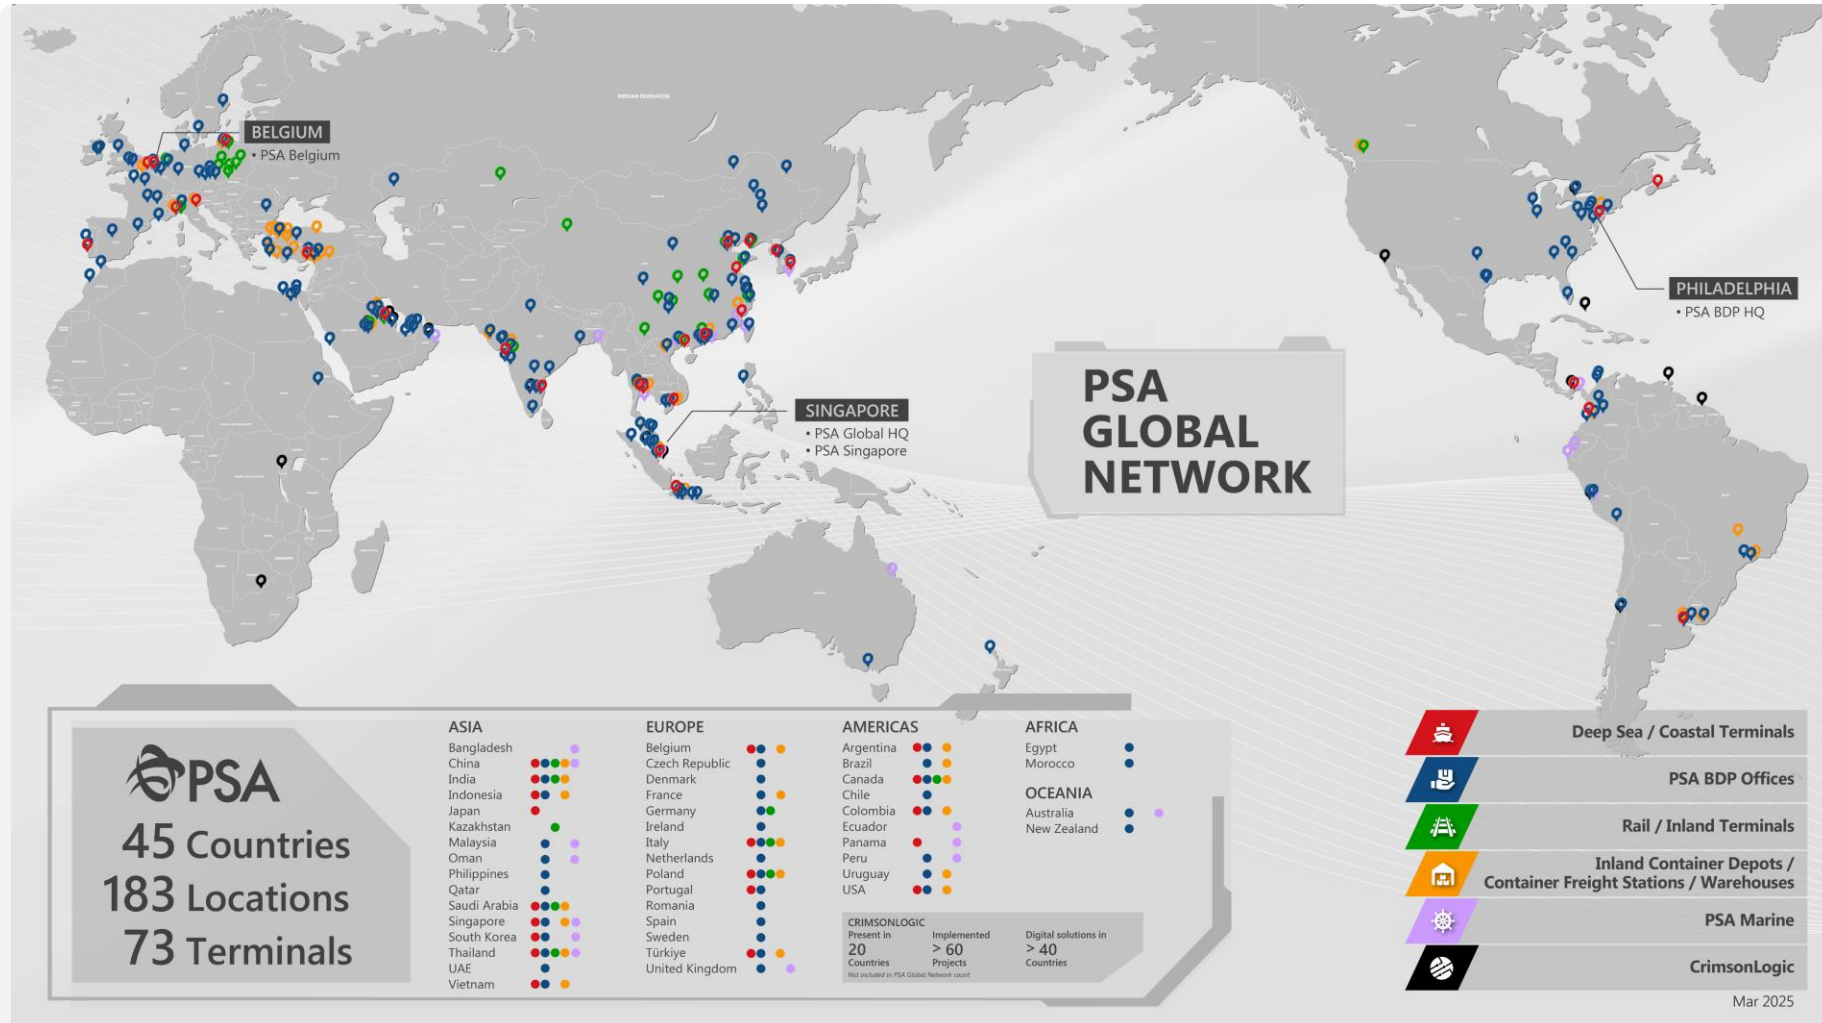 RUSSIAN FEDERATION
BELGIUM
• PSA Belgium
PHILADELPHIA
• PSA BDP HQ
SINGAPORE
• PSA Global HQ
• PSA Singapore
PSA
GLOBAL
NETWORK
PSA
45 Countries
183 Locations
73 Terminals
ASIA
Bangladesh
China
India
Indonesia
Japan
Kazakhstan
Malaysia
Oman
Philippines
Qatar
Saudi Arabia
Singapore
South Korea
Thailand
UAE
Vietnam
EUROPE
Belgium
Czech Republic
Denmark
France
Germany
Ireland
Italy
Netherlands
Poland
Portugal
Romania
Spain
Sweden
Türkiye
United Kingdom
AMERICAS
Argentina
Brazil
Canada
Chile
Colombia
Ecuador
Panama
Peru
Uruguay
USA
CRIMSONLOGIC
Present in
20
Countries
Implemented
> 60
Projects
Digital solutions in
> 40
Countries
Not included in PSA Global Network count
AFRICA
Egypt
Morocco
OCEANIA
Australia
New Zealand
Deep Sea / Coastal Terminals
PSA BDP Offices
Rail / Inland Terminals
Inland Container Depots /
Container Freight Stations / Warehouses
PSA Marine
CrimsonLogic
Mar 2025